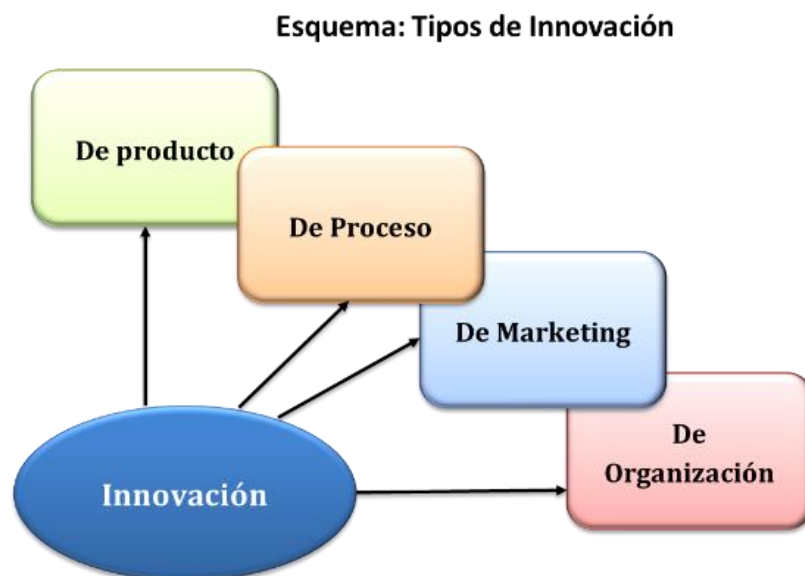 Esquema: Tipos de Innovación
De producto
De Proceso
De Marketing
De
Organización
Innovación